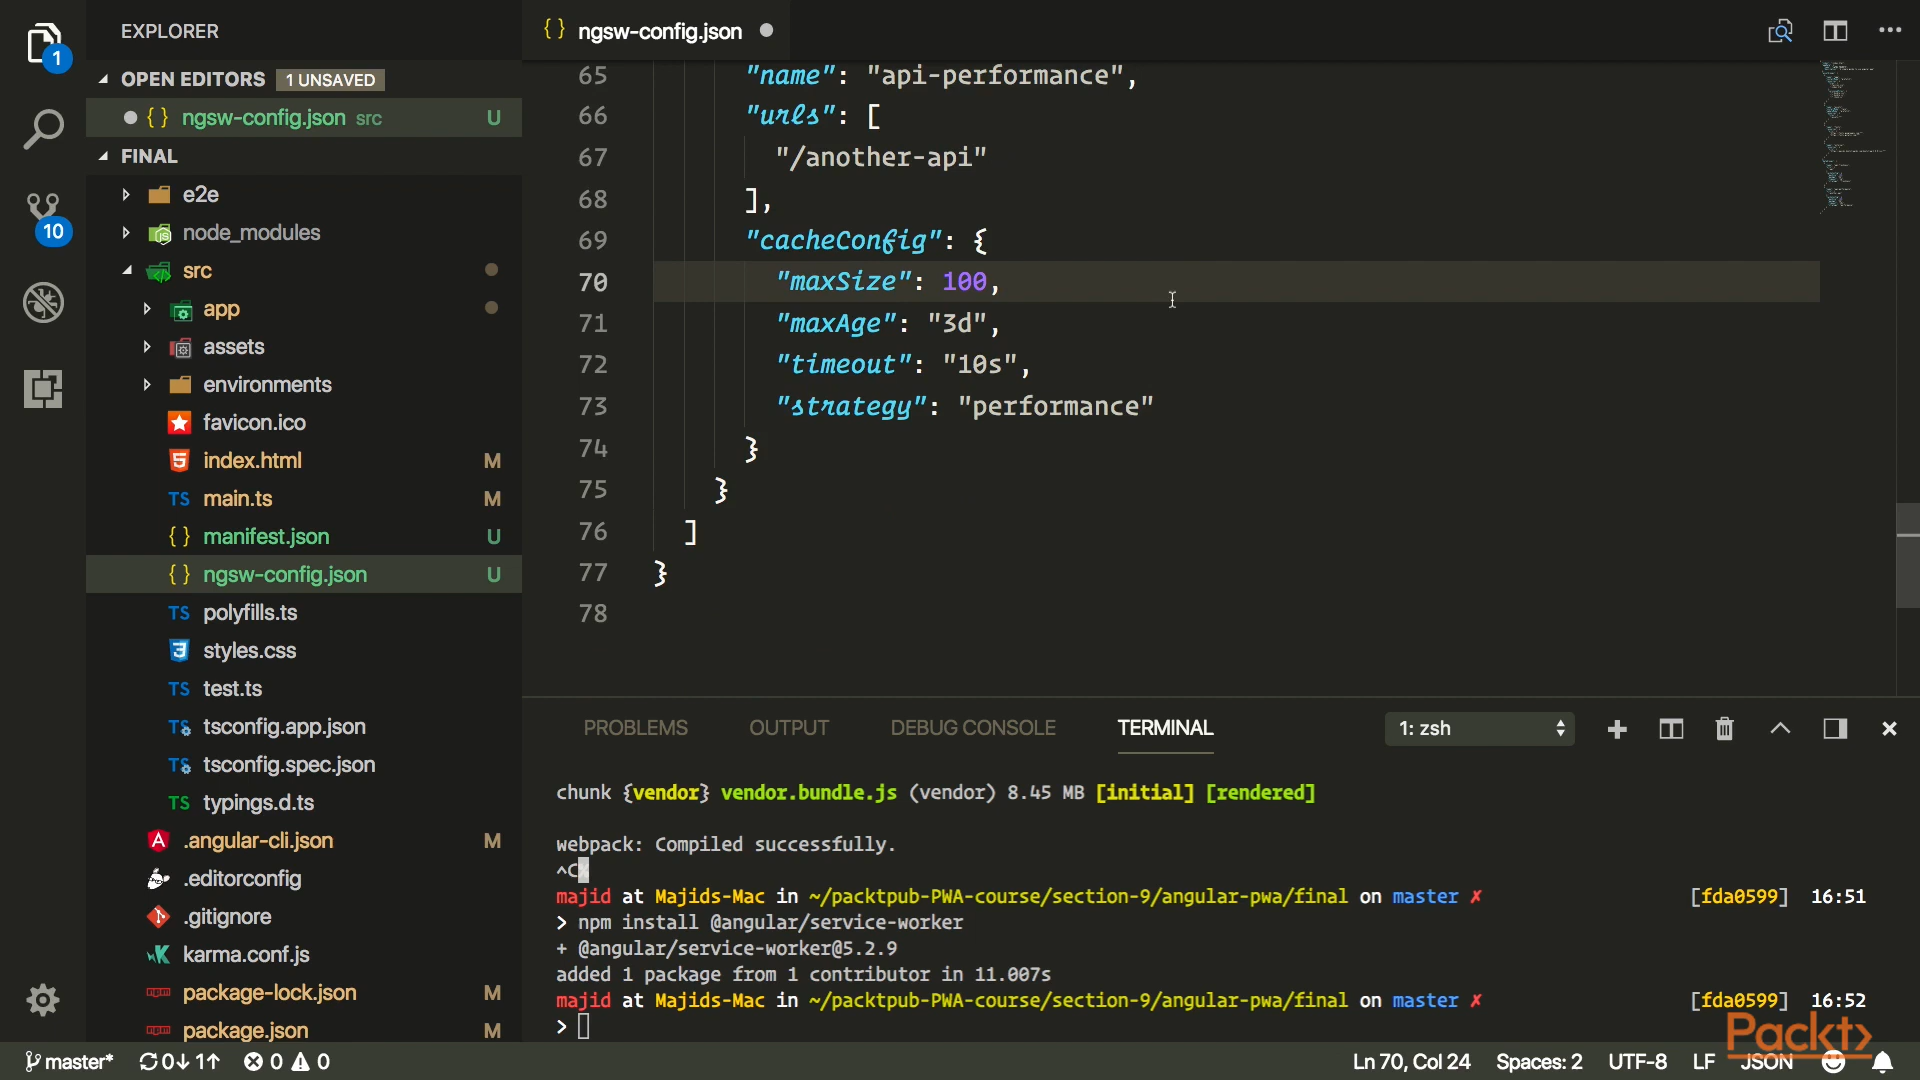 EXPLORER
OPEN EDITORS 1 UNSAVED
ngsw-config.json src U
FINAL
e2e
node_modules
src
app
assets
environments
favicon.ico
index.html M
main.ts M
manifest.json U
ngsw-config.json U
polyfills.ts
styles.css
test.ts
tsconfig.app.json
tsconfig.spec.json
typings.d.ts
.angular-cli.json M
.editorconfig
.gitignore
karma.conf.js
package-lock.json M
package.json M
1
10
{} ngsw-config.json
65 "name": "api-performance",
66 "urls": [
67 "/another-api"
68 ],
69 "cacheConfig": {
70 "maxSize": 100,
71 "maxAge": "3d",
72 "timeout": "10s",
73 "strategy": "performance"
74 }
75 }
76 ]
77 }
78
PROBLEMS OUTPUT DEBUG CONSOLE TERMINAL 1: zsh
chunk {vendor} vendor.bundle.js (vendor) 8.45 MB [initial] [rendered]
webpack: Compiled successfully.
^C%
majid at Majids-Mac in ~/packtpub-PWA-course/section-9/angular-pwa/final on master ✗ [fda0599] 16:51
> npm install @angular/service-worker
+ @angular/service-worker@5.2.9
added 1 package from 1 contributor in 11.007s
majid at Majids-Mac in ~/packtpub-PWA-course/section-9/angular-pwa/final on master ✗ [fda0599] 16:52
>
Packt>
master* 0↓ 1↑ 0 0 Ln 70, Col 24 Spaces: 2 UTF-8 LF JSON